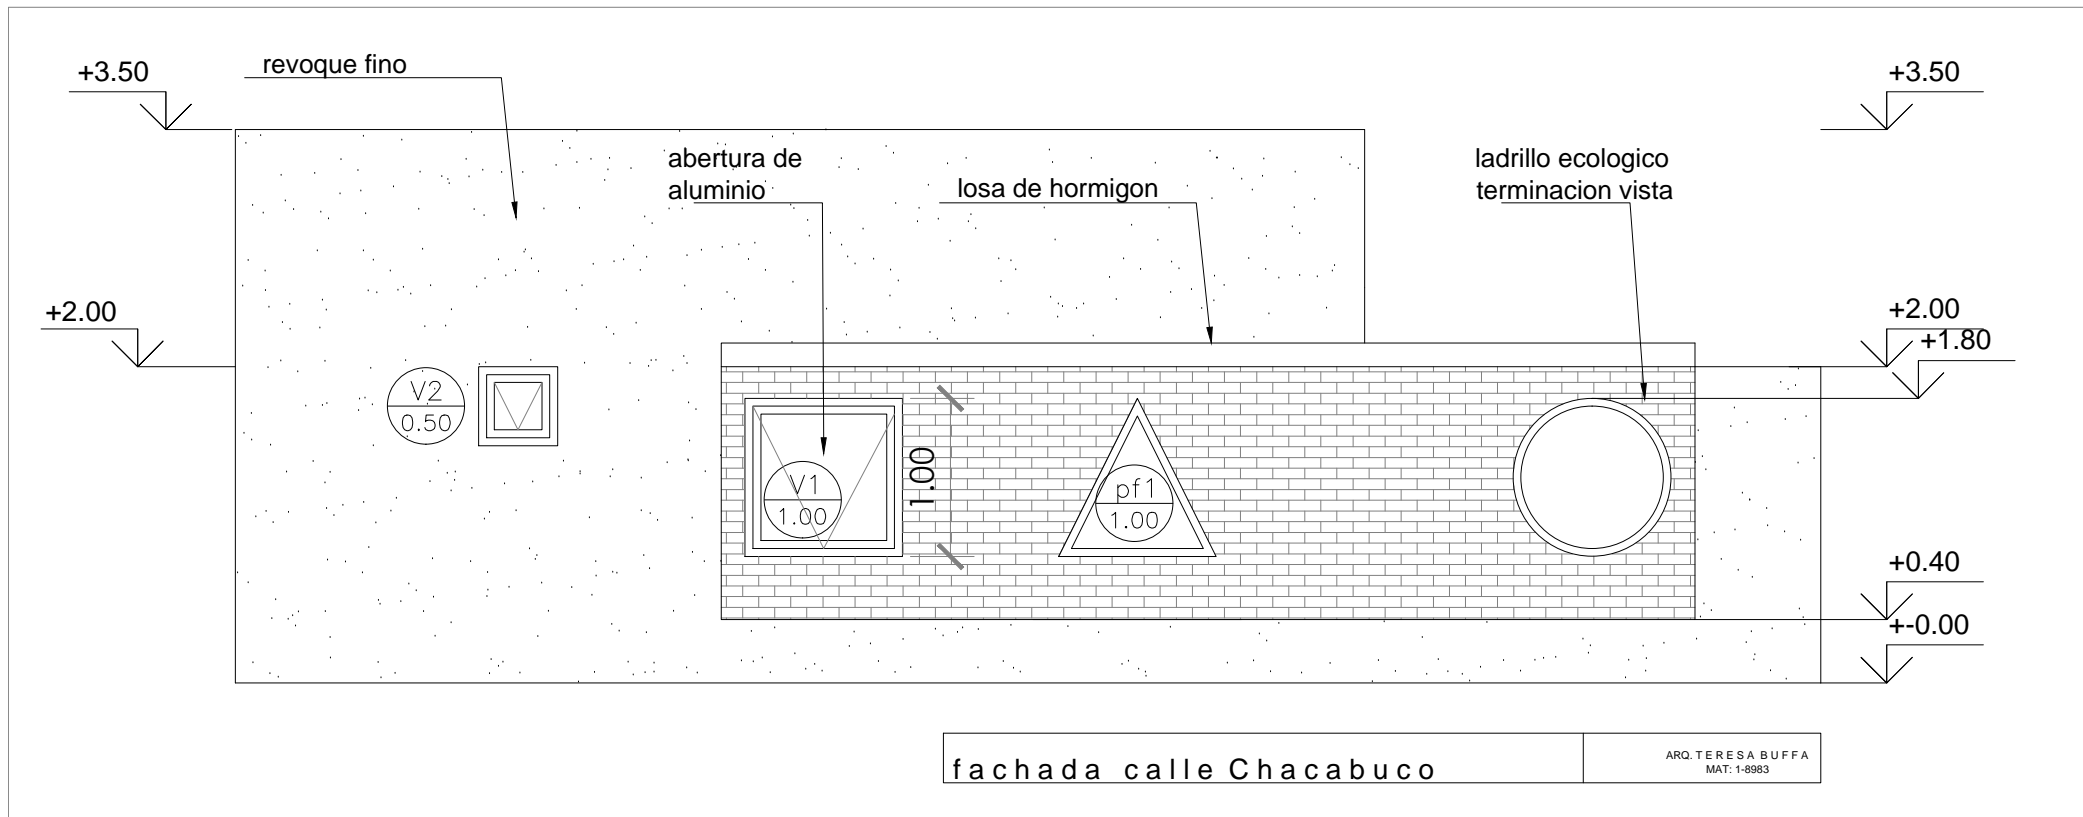 +3.50
revoque fino
+3.50
abertura de
aluminio
losa de hormigon
ladrillo ecologico
terminacion vista
+2.00
+2.00
+1.80
V2
0.50
1.00
V1
1.00
pf1
1.00
+0.40
+-0.00
fachada calle Chacabuco
ARQ. TERESA BUFFA
MAT: 1-8983